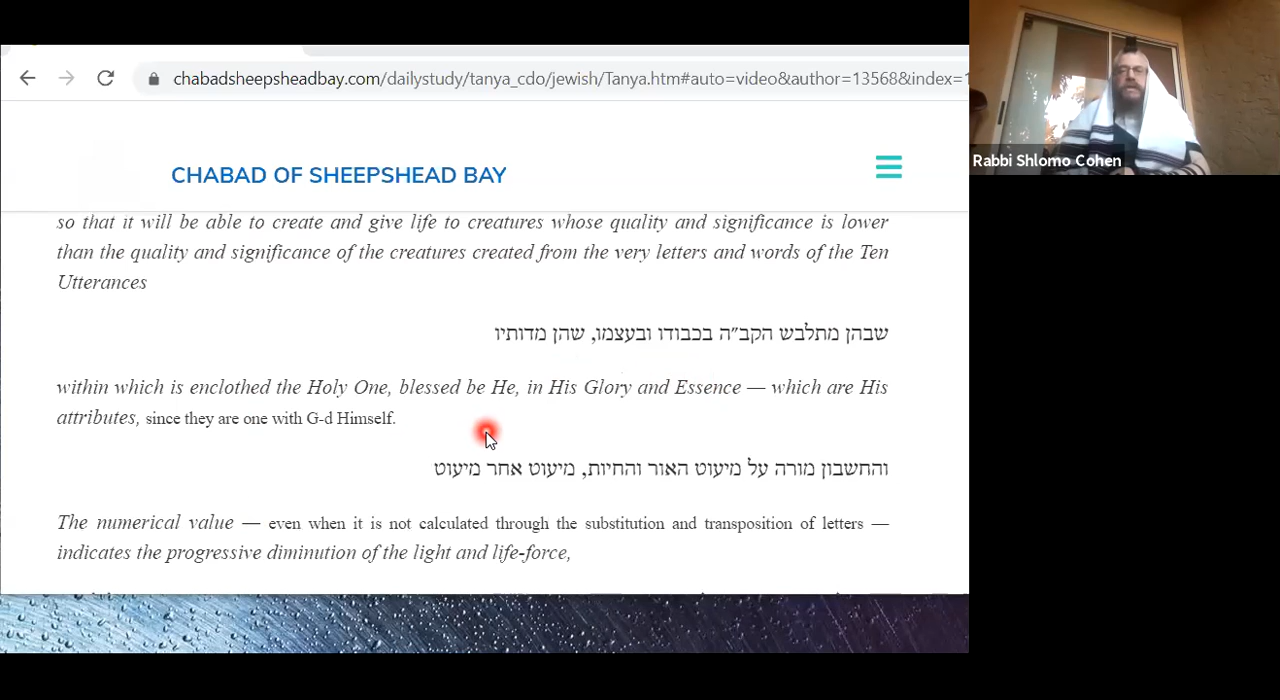 chabadsheepsheadbay.com/dailystudy/tanya_cdo/jewish/Tanya.htm#auto=video&author=13568&index=1
Rabbi Shlomo Cohen
CHABAD OF SHEEPSHEAD BAY
so that it will be able to create and give life to creatures whose quality and significance is lower
than the quality and significance of the creatures created from the very letters and words of the Ten
Utterances
שבהן מתלבש הקב״ה בכבודו ובעצמו, שהן מדותיו
within which is enclothed the Holy One, blessed be He, in His Glory and Essence — which are His
attributes, since they are one with G-d Himself.
והחשבון מורה על מיעוט האור והחיות, מיעוט אחר מיעוט
The numerical value — even when it is not calculated through the substitution and transposition of letters —
indicates the progressive diminution of the light and life-force,